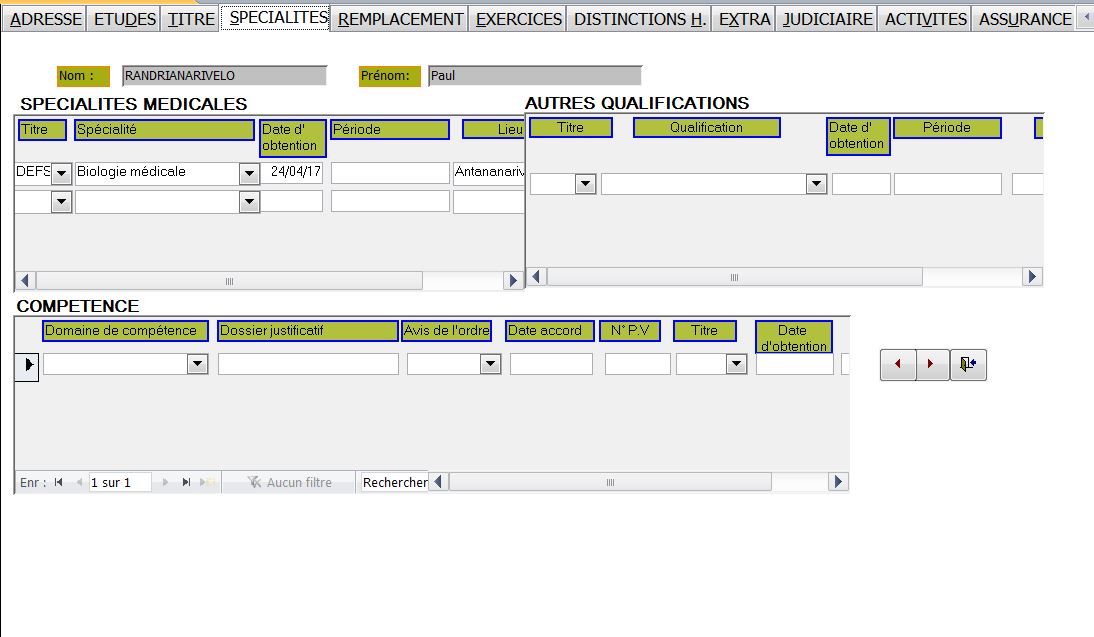 ADRESSE ETUDES TITRE SPECIALITES REMPLACEMENT EXERCICES DISTINCTIONS H. EXTRA JUDICIAIRE ACTIVITES ASSURANCE
Nom : RANDRIANARIVELO Prénom: Paul
SPECIALITES MEDICALES
Titre Spécialité Date d' obtention Période Lieu
DEFS Biologie médicale 24/04/17 Antananariv
AUTRES QUALIFICATIONS
Titre Qualification Date d' obtention Période
COMPETENCE
Domaine de compétence Dossier justificatif Avis de l'ordre Date accord N° P.V Titre Date d'obtention
Enr : 1 sur 1 Aucun filtre Rechercher